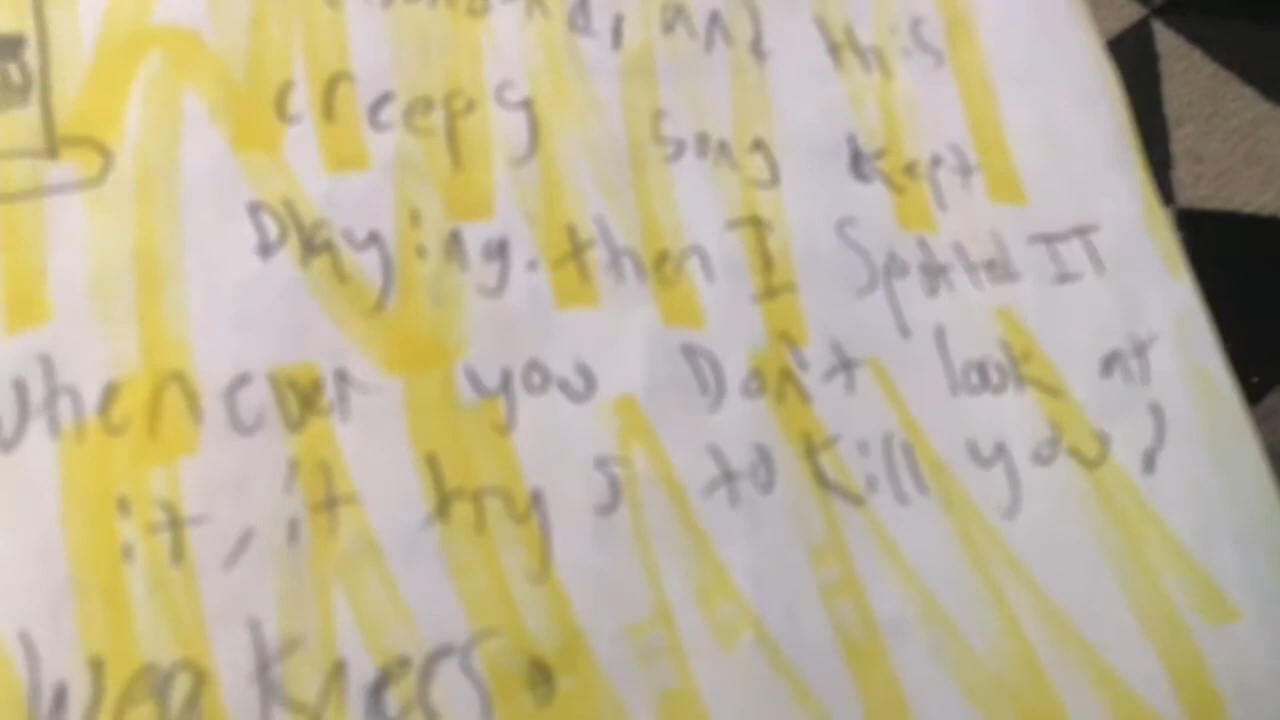 and this
creepy song kept
Playing. then I Spotted IT
whenever you Don't look at
it, it trys to kill you,
Weakness: